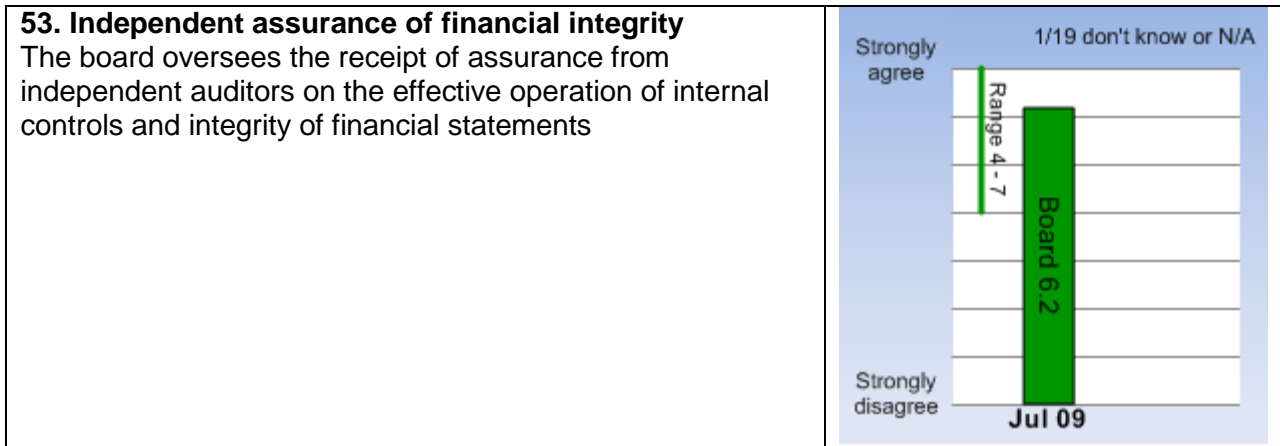 53. Independent assurance of financial integrity
The board oversees the receipt of assurance from
independent auditors on the effective operation of internal
controls and integrity of financial statements
1/19 don't know or N/A
Strongly
agree
Range 4 - 7
Board 6.2
Strongly
disagree
Jul 09